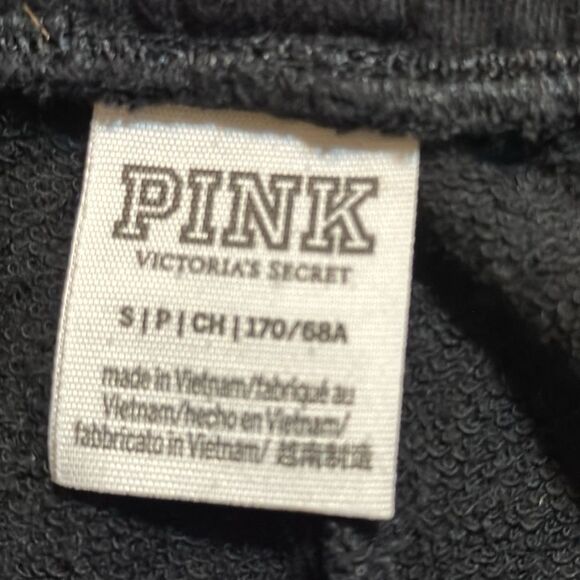 PINK
VICTORIA'S SECRET
S | P | CH | 170/68A
made in Vietnam/fabriqué au
Vietnam/hecho en Vietnam/
fabbricato in Vietnam/ 越南制造